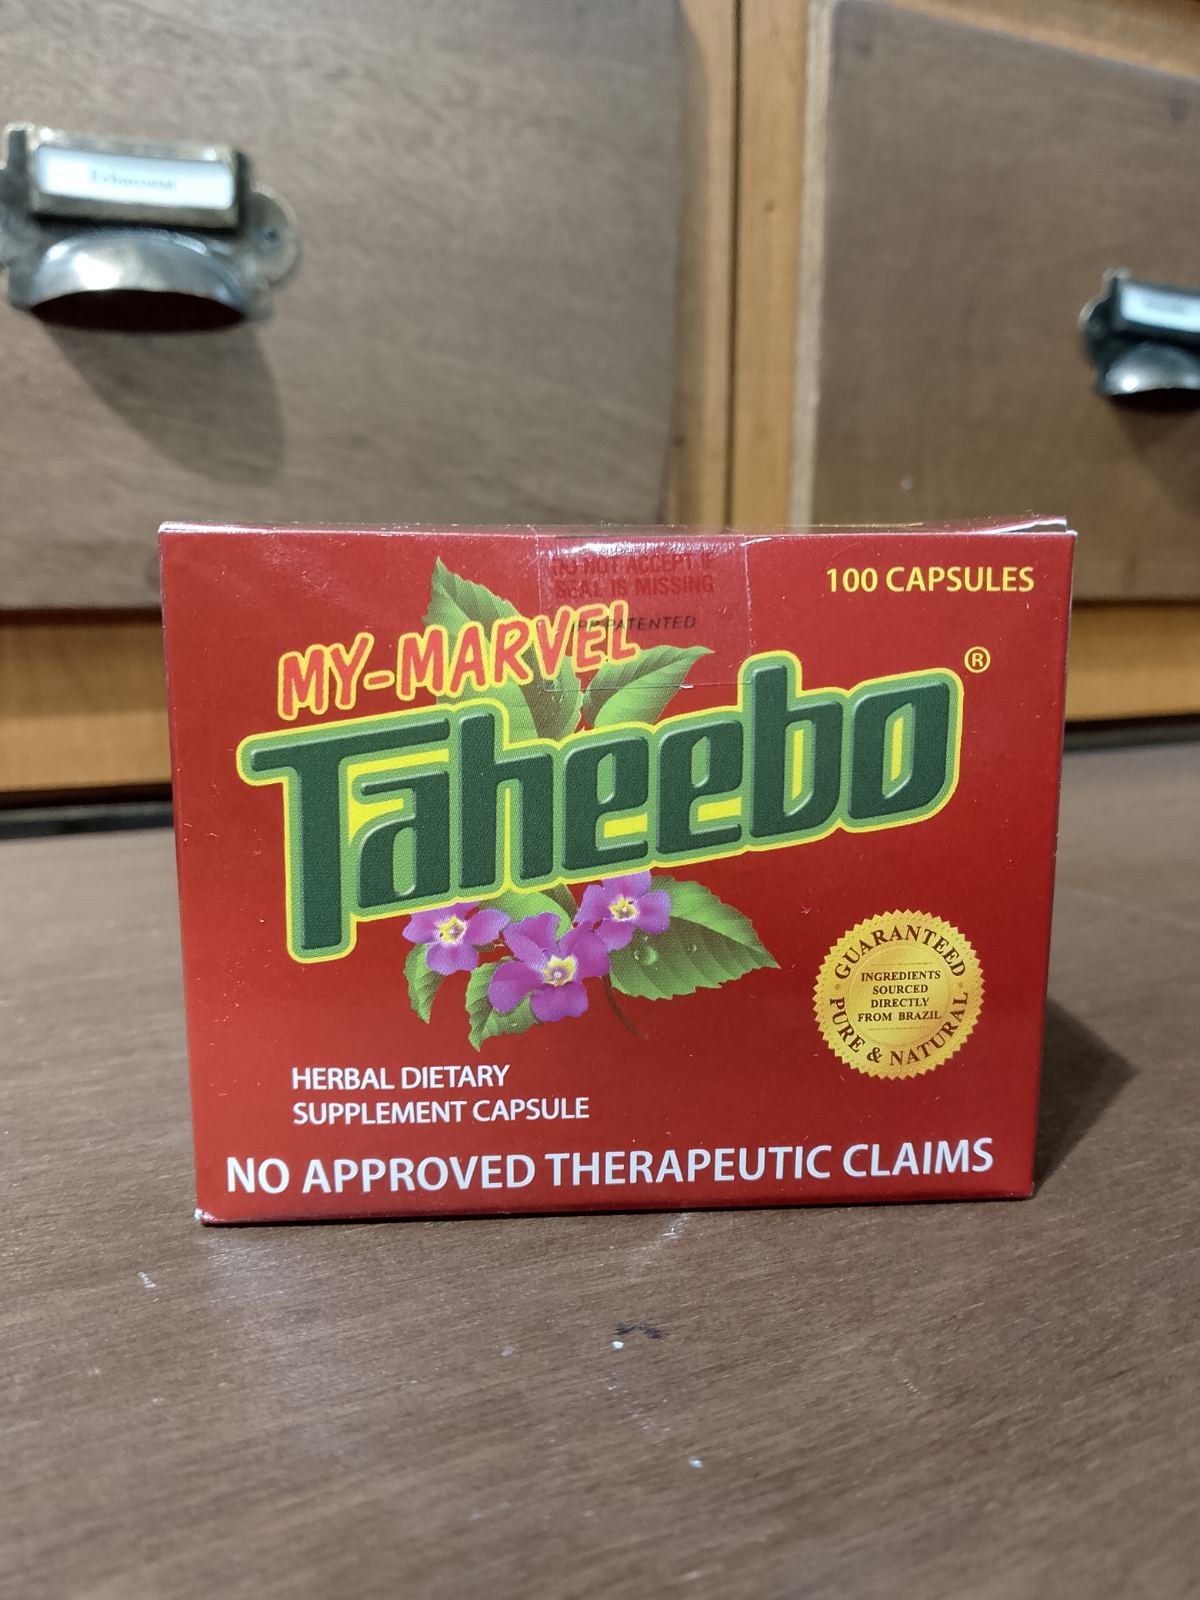 DO NOT ACCEPT IF
SEAL IS MISSING
PATENTED
100 CAPSULES
MY-MARVEL
Taheebo®
GUARANTEED
INGREDIENTS
SOURCED
DIRECTLY
FROM BRAZIL
PURE & NATURAL
HERBAL DIETARY
SUPPLEMENT CAPSULE
NO APPROVED THERAPEUTIC CLAIMS